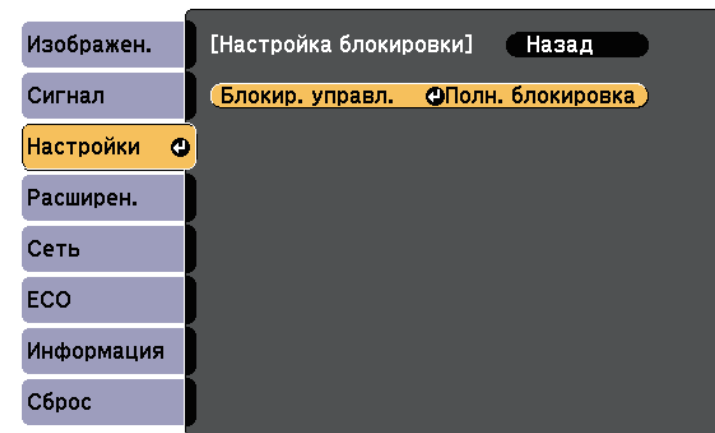 Изображен.
Сигнал
Настройки
Расширен.
Сеть
ECO
Информация
Сброс
[Настройка блокировки] Назад
Блокир. управл. Полн. блокировка